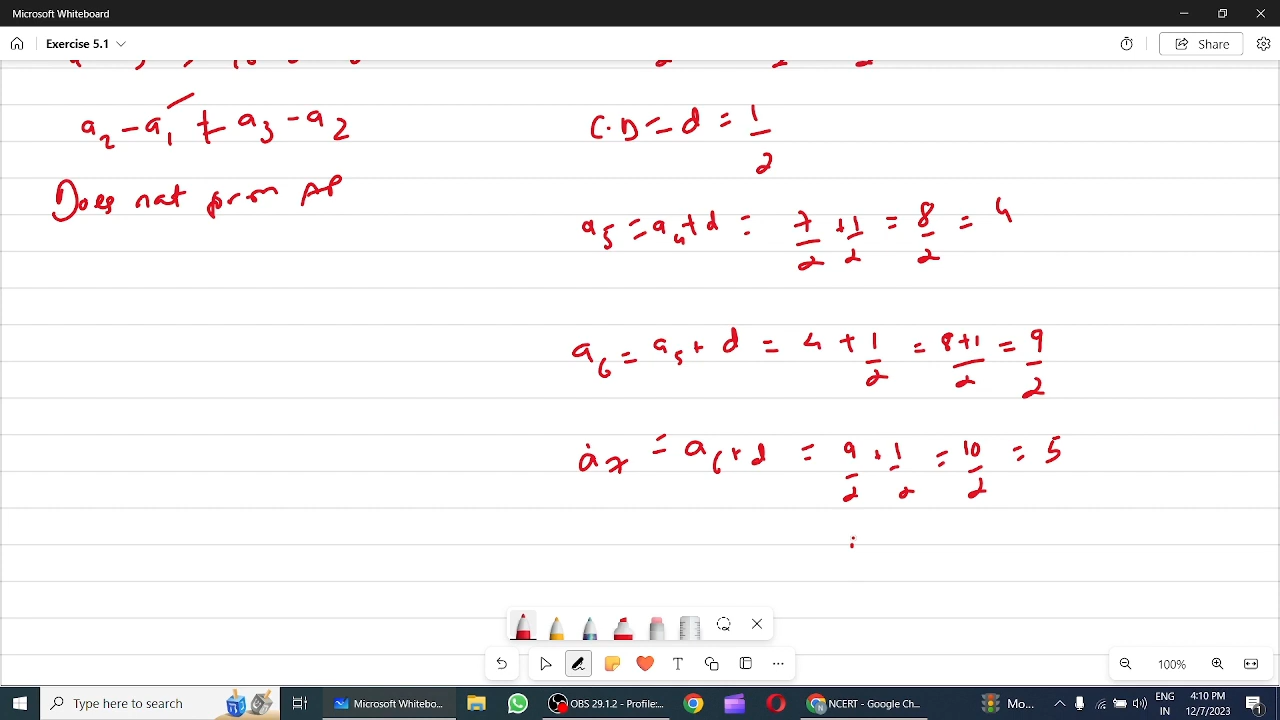 Microsoft Whiteboard
Exercise 5.1
Share
a₂ - a₁ ≠ a₃ - a₂
Does not form AP
C.D = d = 1/2
a₅ = a₄ + d = 7/2 + 1/2 = 8/2 = 4
a₆ = a₅ + d = 4 + 1/2 = 8+1/2 = 9/2
a₇ = a₆ + d = 9/2 + 1/2 = 10/2 = 5
T
100%
Type here to search
Microsoft Whitebo...
OBS 29.1.2 - Profile...
NCERT - Google Ch...
Mo...
ENG
IN
4:10 PM
12/7/2023